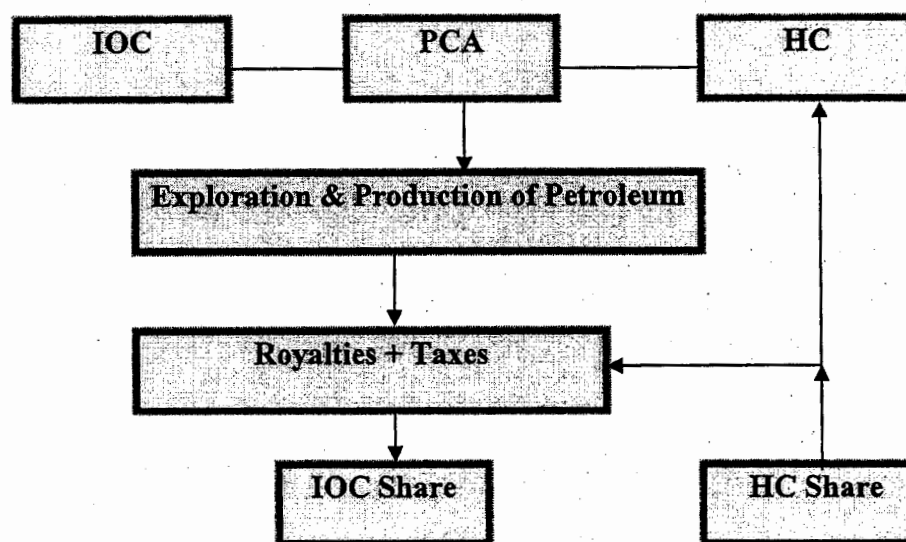 IOC
PCA
HC
Exploration & Production of Petroleum
Royalties + Taxes
IOC Share
HC Share